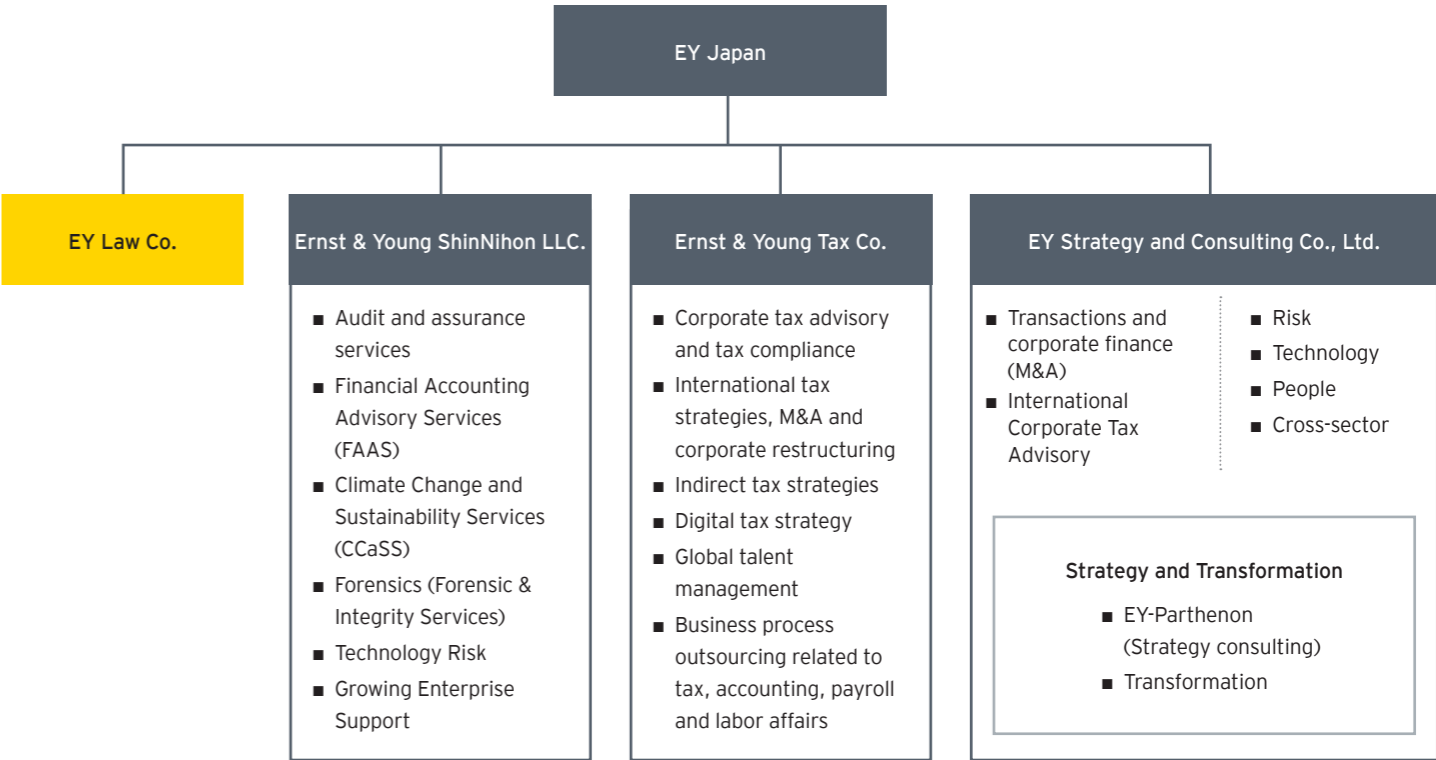 EY Japan
EY Law Co.
Ernst & Young ShinNihon LLC.
■ Audit and assurance
services
■ Financial Accounting
Advisory Services
(FAAS)
■ Climate Change and
Sustainability Services
(CCaSS)
■ Forensics (Forensic &
Integrity Services)
■ Technology Risk
■ Growing Enterprise
Support
Ernst & Young Tax Co.
■ Corporate tax advisory
and tax compliance
■ International tax
strategies, M&A and
corporate restructuring
■ Indirect tax strategies
■ Digital tax strategy
■ Global talent
management
■ Business process
outsourcing related to
tax, accounting, payroll
and labor affairs
EY Strategy and Consulting Co., Ltd.
■ Transactions and
corporate finance
(M&A)
■ International
Corporate Tax
Advisory
■ Risk
■ Technology
■ People
■ Cross-sector
Strategy and Transformation
■ EY-Parthenon
(Strategy consulting)
■ Transformation